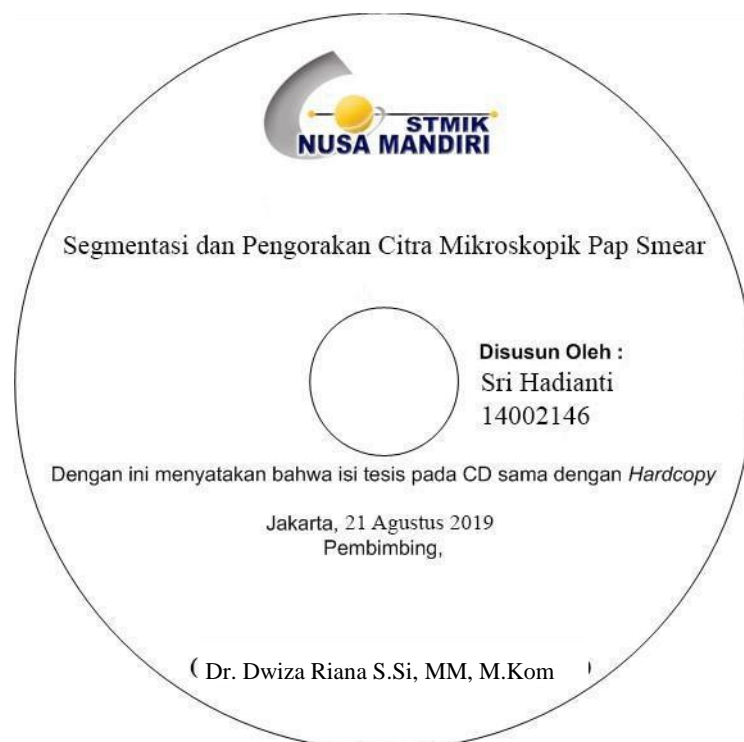 STMIK
NUSA MANDIRI
Segmentasi dan Pengorakan Citra Mikroskopik Pap Smear
Disusun Oleh :
Sri Hadianti
14002146
Dengan ini menyatakan bahwa isi tesis pada CD sama dengan Hardcopy
Jakarta, 21 Agustus 2019
Pembimbing,
( Dr. Dwiza Riana S.Si, MM, M.Kom )